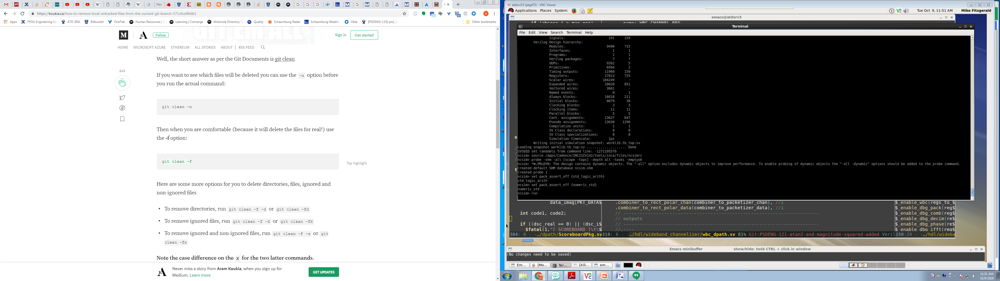 New
https://koukia.ca/how-to-remove-local-untracked-files-from-the-current-git-branch-571c6ce9b6b1
Apps FPGA Engineering Sp ATD JIRA Bitbucket OneTab Human Resources | C Learning | Converge Motorola Directory S Quality Schaumburg Radar Schaumburg Weathe Okta [PSDENG-133] psd_d Other bookmarks
GIT EM ALL
Follow
Sign in
Get started
HOME MICROSOFT AZURE ETHEREUM ALL STORIES ABOUT RSS FEED
Well, the short answer as per the Git Documents is git clean
649
If you want to see which files will be deleted you can use the -n option before
you run the actual command:
git clean -n
Then when you are comfortable (because it will delete the files for real!) use
the -f option:
git clean -f
Top highlight
Here are some more options for you to delete directories, files, ignored and
non-ignored files
• To remove directories, run git clean -f -d or git clean -fd
• To remove ignored files, run git clean -f -X or git clean -fX
• To remove ignored and non-ignored files, run git clean -f -x or git
clean -fx
Note the case difference on the x for the two latter commands.
Never miss a story from Aram Koukia, when you sign up for
Medium. Learn more
GET UPDATES
atdsrv3:5 (ptgd73) - VNC Viewer
Applications Places System
Tue Oct 9, 11:51 AM Mike Fitzgerald
emacs@atdsrv3
if (abserr i > max err) name: WBC CHANNEL REG
Terminal
File Edit View Search Terminal Help
Signals: 191 159
Verilog Design hierarchy:
Modules: 9490 715
Interfaces: 1 1
Programs: 1 1
Verilog packages: 7 7
UDPs: 9262 5
Primitives: 6994 2
Timing outputs: 11960 150
Registers: 27813 725
Scalar wires: 104249 -
Expanded wires: 10020 851
Vectored wires: 3661 -
Named events: 0 1
Always blocks: 16818 211
Initial blocks: 8679 38
Clocking blocks: 3 3
Clocking items: 11 11
Parallel blocks: 5 5
Cont. assignments: 13627 647
Pseudo assignments: 13638 1296
Compilation units: 1 1
SV Class declarations: 8 8
SV Class specializations: 8 8
Simulation timescale: 1ps
Writing initial simulation snapshot: worklib.tb_top:sv
Loading snapshot worklib.tb_top:sv .................... Done
SVSEED set randomly from command line: -1271195579
ncsim> source /apps/Cadence/INCISIV142/tools/inca/files/ncsimrc
ncsim> probe -shm -all [scope -tops] -depth all -tasks -emptyok
ncsim: *W,PRLDYN: The design contains dynamic objects. The "-all" option excludes dynamic objects to improve performance. To enable probing of dynamic objects the "-all -dynamic" options should be added to the probe command.
Created default SHM database ncsim.shm
Created probe 1
ncsim> set pack_assert_off {std_logic_arith}
std_logic_arith
ncsim> set pack_assert_off {numeric_std}
numeric_std
ncsim> run
data_imag[PKT_DATA$ .combiner_to_rect_polar_chan(combiner_to_packetizer_chan), //i $_enable_wbc(regs_to_$
.combiner_to_rect_polar_data(combiner_to_packetizer_data), //i $_enable_dbg_pack(reg$
int code1, code2; // ---------------------------------------------------------------------------- $_enable_dbg_comb(reg$
// outputs $_enable_dbg_decim(re$
if ((dsc_real == 0) || (dsc_i$ // ---------------------------------------------------------------------------- $_enable_dbg_phase(re$
$fatal(1,"[ SCOREBOARD ]\t\$ //.---- $_enable_dbg_ifft(reg$
304: 0 - -…/dpath/ScoreboardPkg.sv 310: 6 - -…/hdl/wideband_channelizer/wbc_dpath.sv 81% Git:PSDENG-121-atan2-and-magnitude-squared-added Veril 150:29 - -…/hdl/wideba
Emacs minibuffer show/hide: hold CTRL + click in window
(No changes need to be saved)
Em... [Mo... Ter... [Xili... em...
11:51 AM
10/9/2018